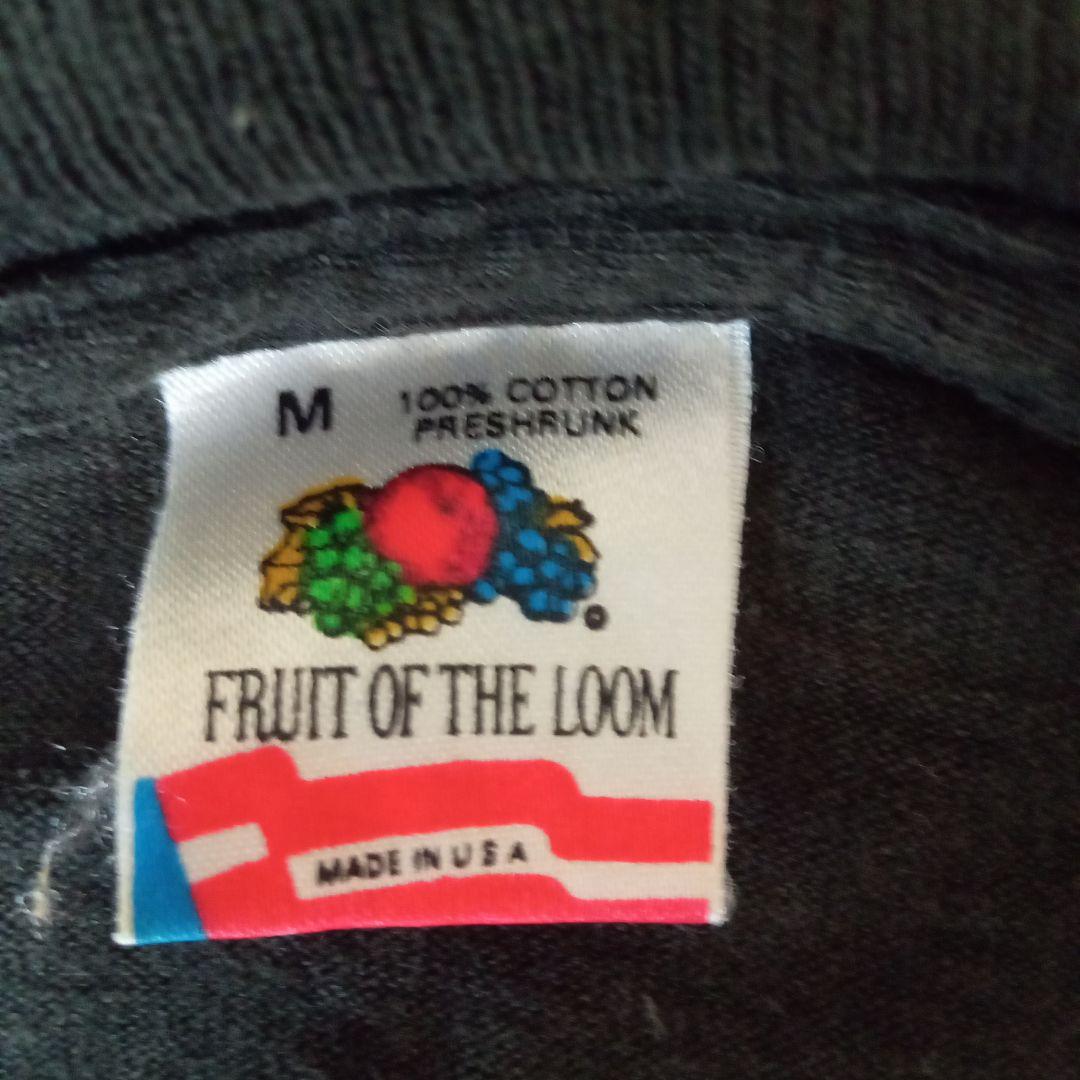 M 100% COTTON
PRESHRUNK
FRUIT OF THE LOOM
MADE IN U S A